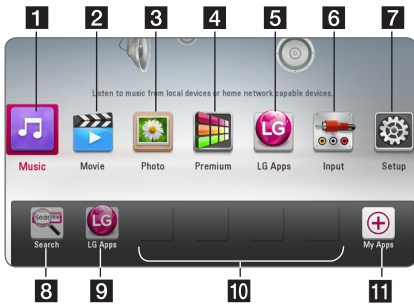 1 2 3 4 5 6 7
Listen to music from local devices or home network capable devices.
LG
Music Movie Photo Premium LG Apps Input Setup
Search LG
Search LG Apps My Apps
8 9 10 11